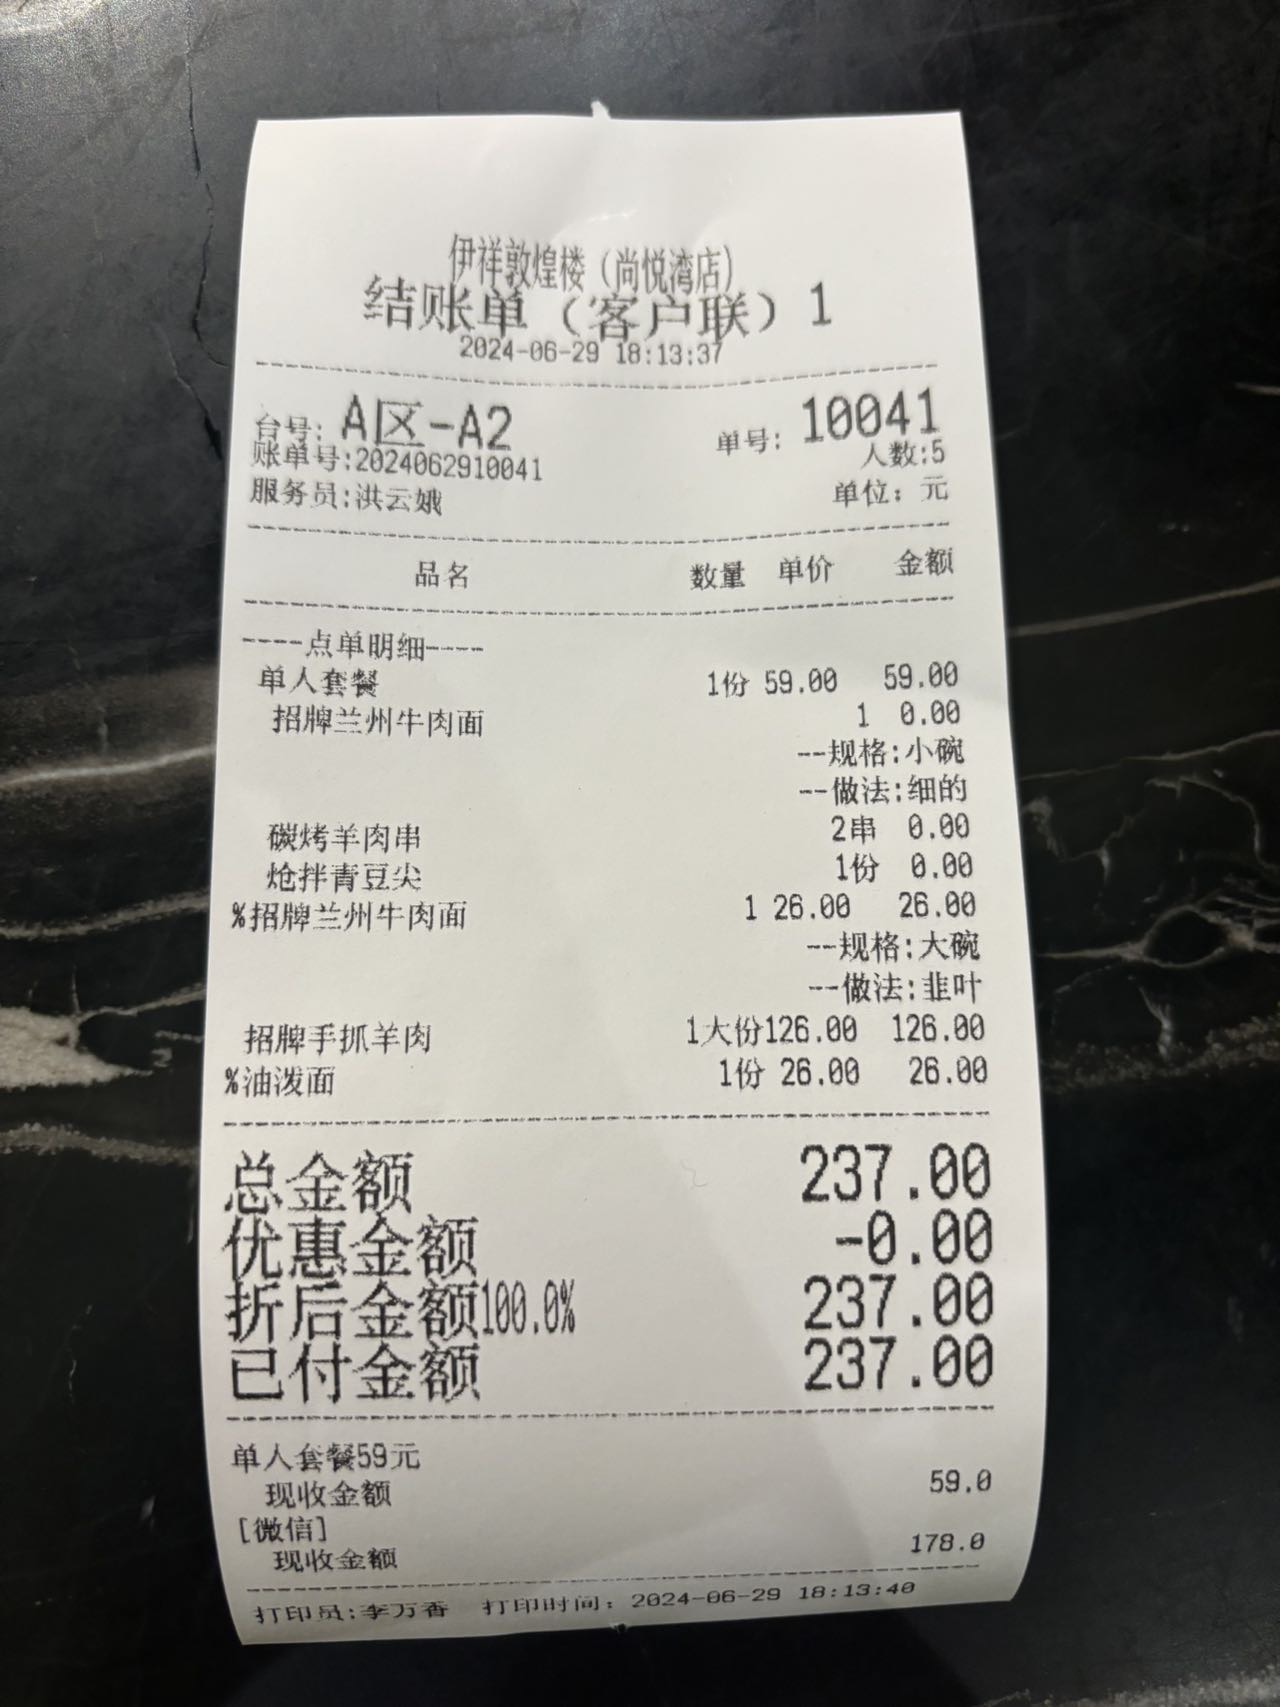 伊祥敦煌楼（尚悦湾店）
结账单（客户联）1
2024-06-29 18:13:37
台号: A区-A2 单号: 10041
账单号:2024062910041 人数:5
服务员:洪云娥 单位: 元
品名 数量 单价 金额
----点单明细----
单人套餐 1份 59.00 59.00
招牌兰州牛肉面 1 0.00
--规格:小碗
--做法:细的
碳烤羊肉串 2串 0.00
炝拌青豆尖 1份 0.00
%招牌兰州牛肉面 1 26.00 26.00
--规格:大碗
--做法:韭叶
招牌手抓羊肉 1大份126.00 126.00
%油泼面 1份 26.00 26.00
总金额 237.00
优惠金额 -0.00
折后金额100.0% 237.00
已付金额 237.00
单人套餐59元
现收金额 59.0
[微信]
现收金额 178.0
打印员:李万香 打印时间: 2024-06-29 18:13:40